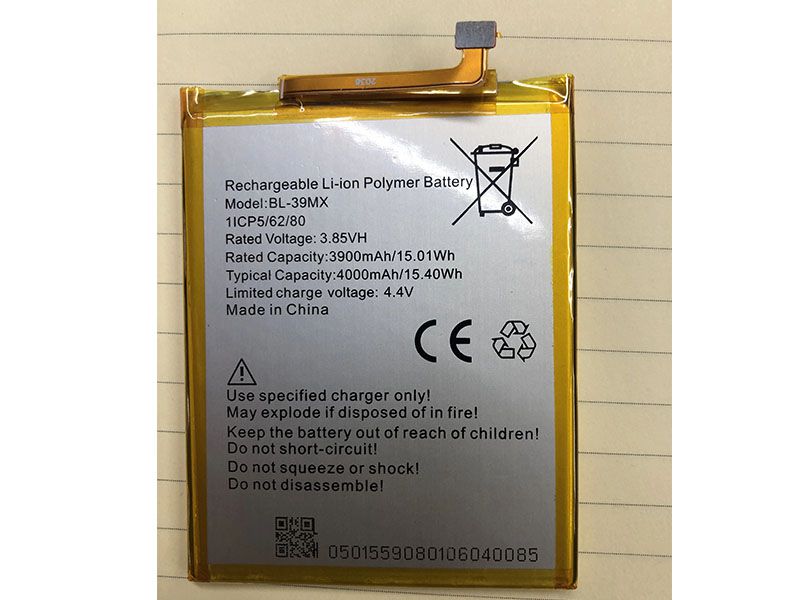 2036
Rechargeable Li-ion Polymer Battery
Model:BL-39MX
1ICP5/62/80
Rated Voltage: 3.85VH
Rated Capacity:3900mAh/15.01Wh
Typical Capacity:4000mAh/15.40Wh
Limited charge voltage: 4.4V
Made in China
CE
Use specified charger only!
May explode if disposed of in fire!
Keep the battery out of reach of children!
Do not short-circuit!
Do not squeeze or shock!
Do not disassemble!
0501559080106040085